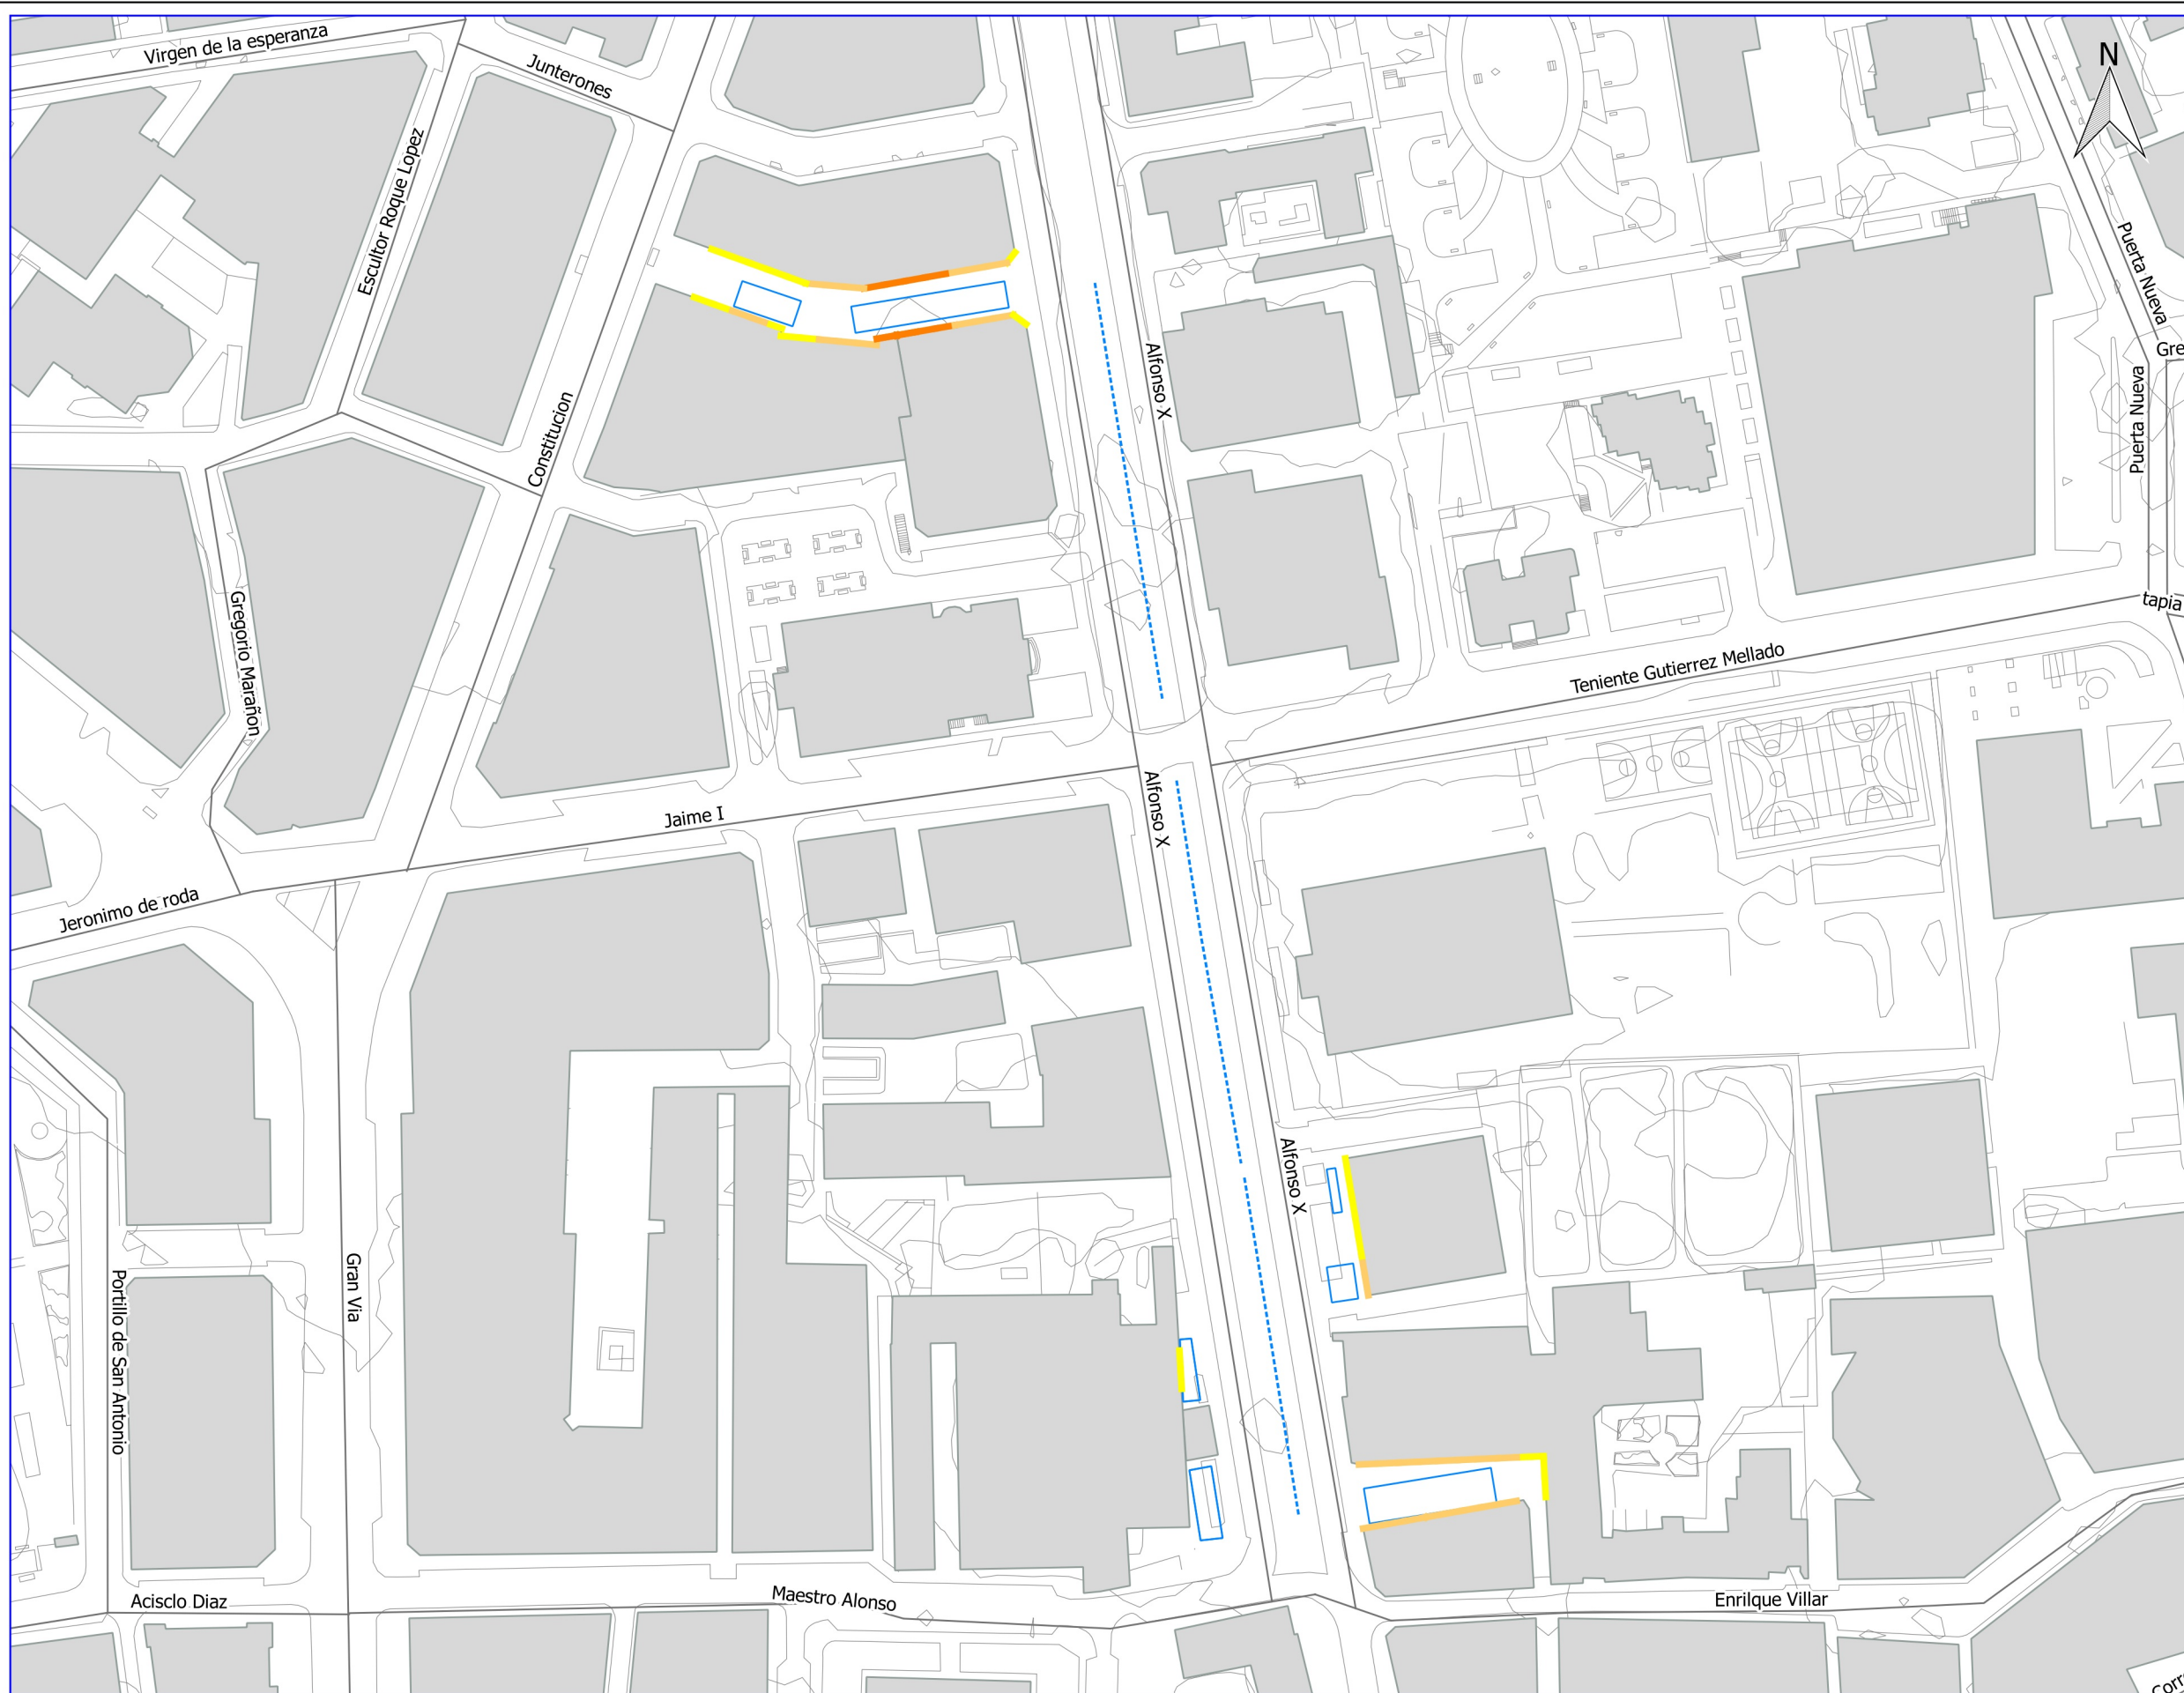 Virgen de la esperanza
Junterones
N
Escultor Roque Lopez
Puerta Nueva
Alfonso X
Gre
Puerta Nueva
Constitucion
Gregorio Marañon
tapia
Teniente Gutierrez Mellado
Alfonso X
Jaime I
Jeronimo de roda
Alfonso X
Gran Via
Portillo de San Antonio
Acisclo Diaz
Maestro Alonso
Enrilque Villar
Corr